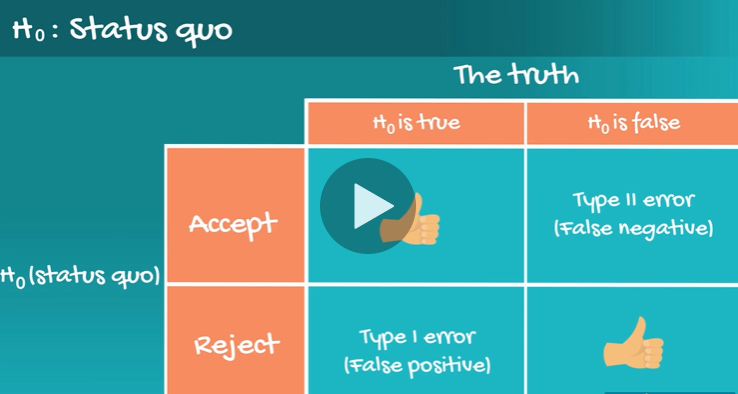 H₀ : Status quo
The truth
H₀ is true
H₀ is false
Accept
Type II error
(False negative)
H₀ (status quo)
Reject
Type I error
(False positive)